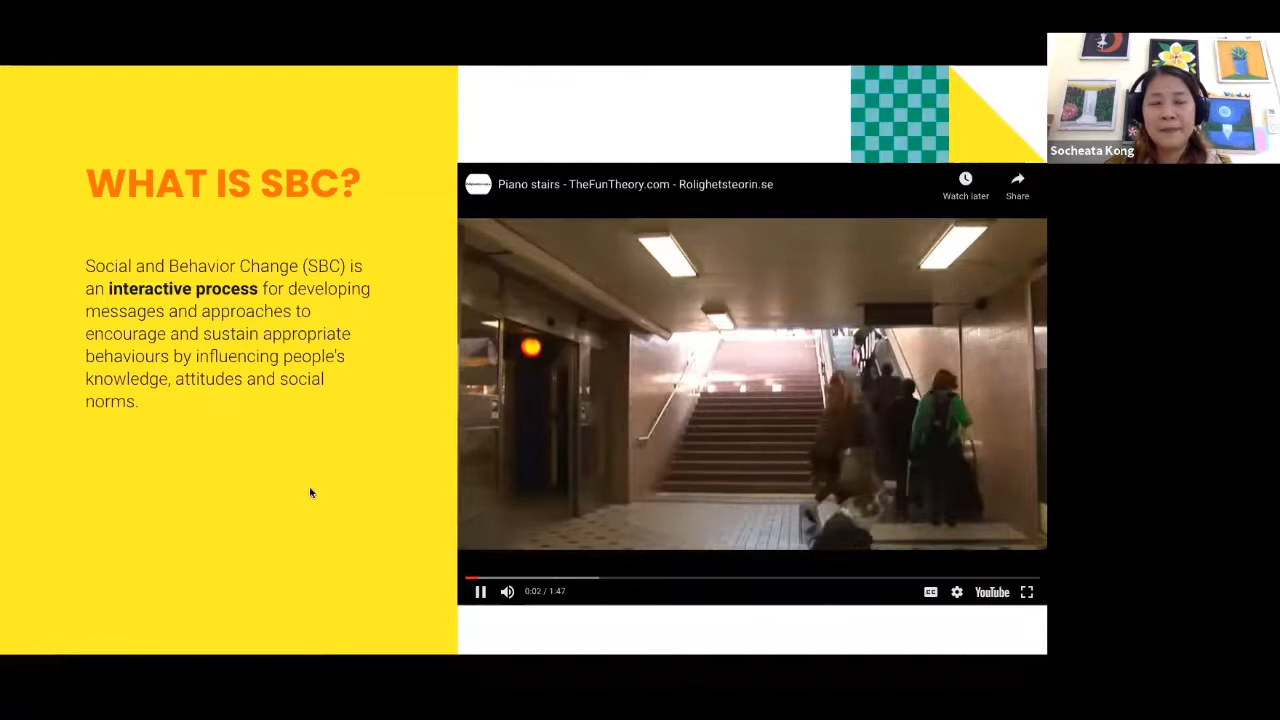 WHAT IS SBC?
Social and Behavior Change (SBC) is
an interactive process for developing
messages and approaches to
encourage and sustain appropriate
behaviours by influencing people's
knowledge, attitudes and social
norms.
Piano stairs - TheFunTheory.com - Rolighetsteorin.se
Watch later
Share
0:02 / 1:47
CC
YouTube
Socheata Kong